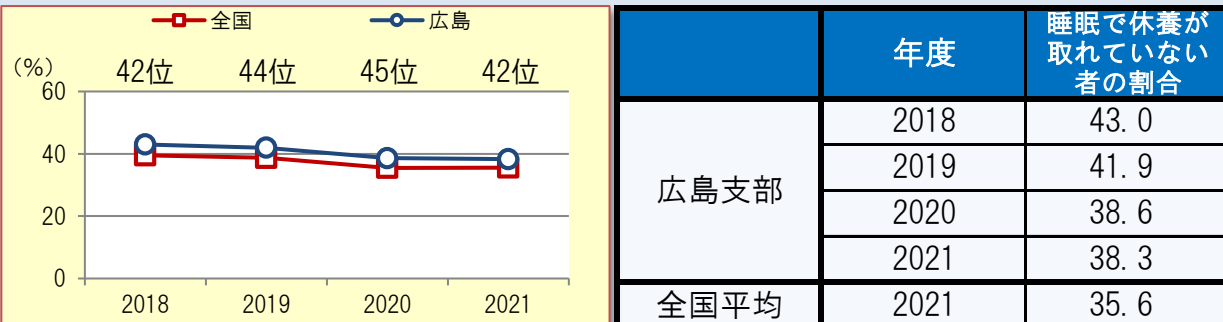 全国 広島
(%) 42位 44位 45位 42位
60
40
20
0
2018 2019 2020 2021
年度 睡眠で休養が
取れていない
者の割合
広島支部
2018 43.0
2019 41.9
2020 38.6
2021 38.3
全国平均 2021 35.6